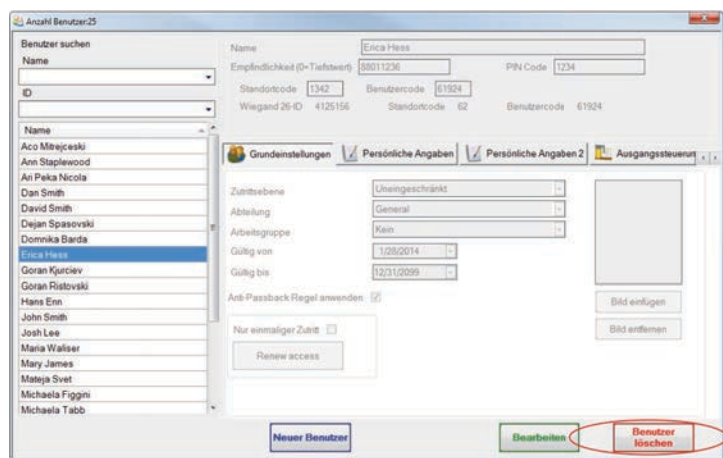 Anzahl Benutzer:25
Benutzer suchen
Name
ID
Name
Aco Mitrejceski
Ann Staplewood
Ari Peka Nicola
Dan Smith
David Smith
Dejan Spasovski
Domnika Barda
Erica Hess
Goran Kjurciev
Goran Ristovski
Hans Enn
John Smith
Josh Lee
Maria Waliser
Mary James
Mateja Svet
Michaela Figgini
Michaela Tabb
Name Erica Hess
Empfindlichkeit (0=Tiefstwert) 88011236 PIN Code 1234
Standortcode 1342 Benutzercode 61924
Wiegand 26-ID 4125156 Standortcode 62 Benutzercode 61924
Grundeinstellungen Persönliche Angaben Persönliche Angaben 2 Ausgangssteuerun
Zutrittsebene Uneingeschränkt
Abteilung General
Arbeitsgruppe Kein
Gültig von 1/28/2014
Gültig bis 12/31/2099
Anti-Passback Regel anwenden
Bild einfügen
Nur einmaliger Zutritt
Bild entfernen
Renew access
Neuer Benutzer Bearbeiten Benutzer
löschen